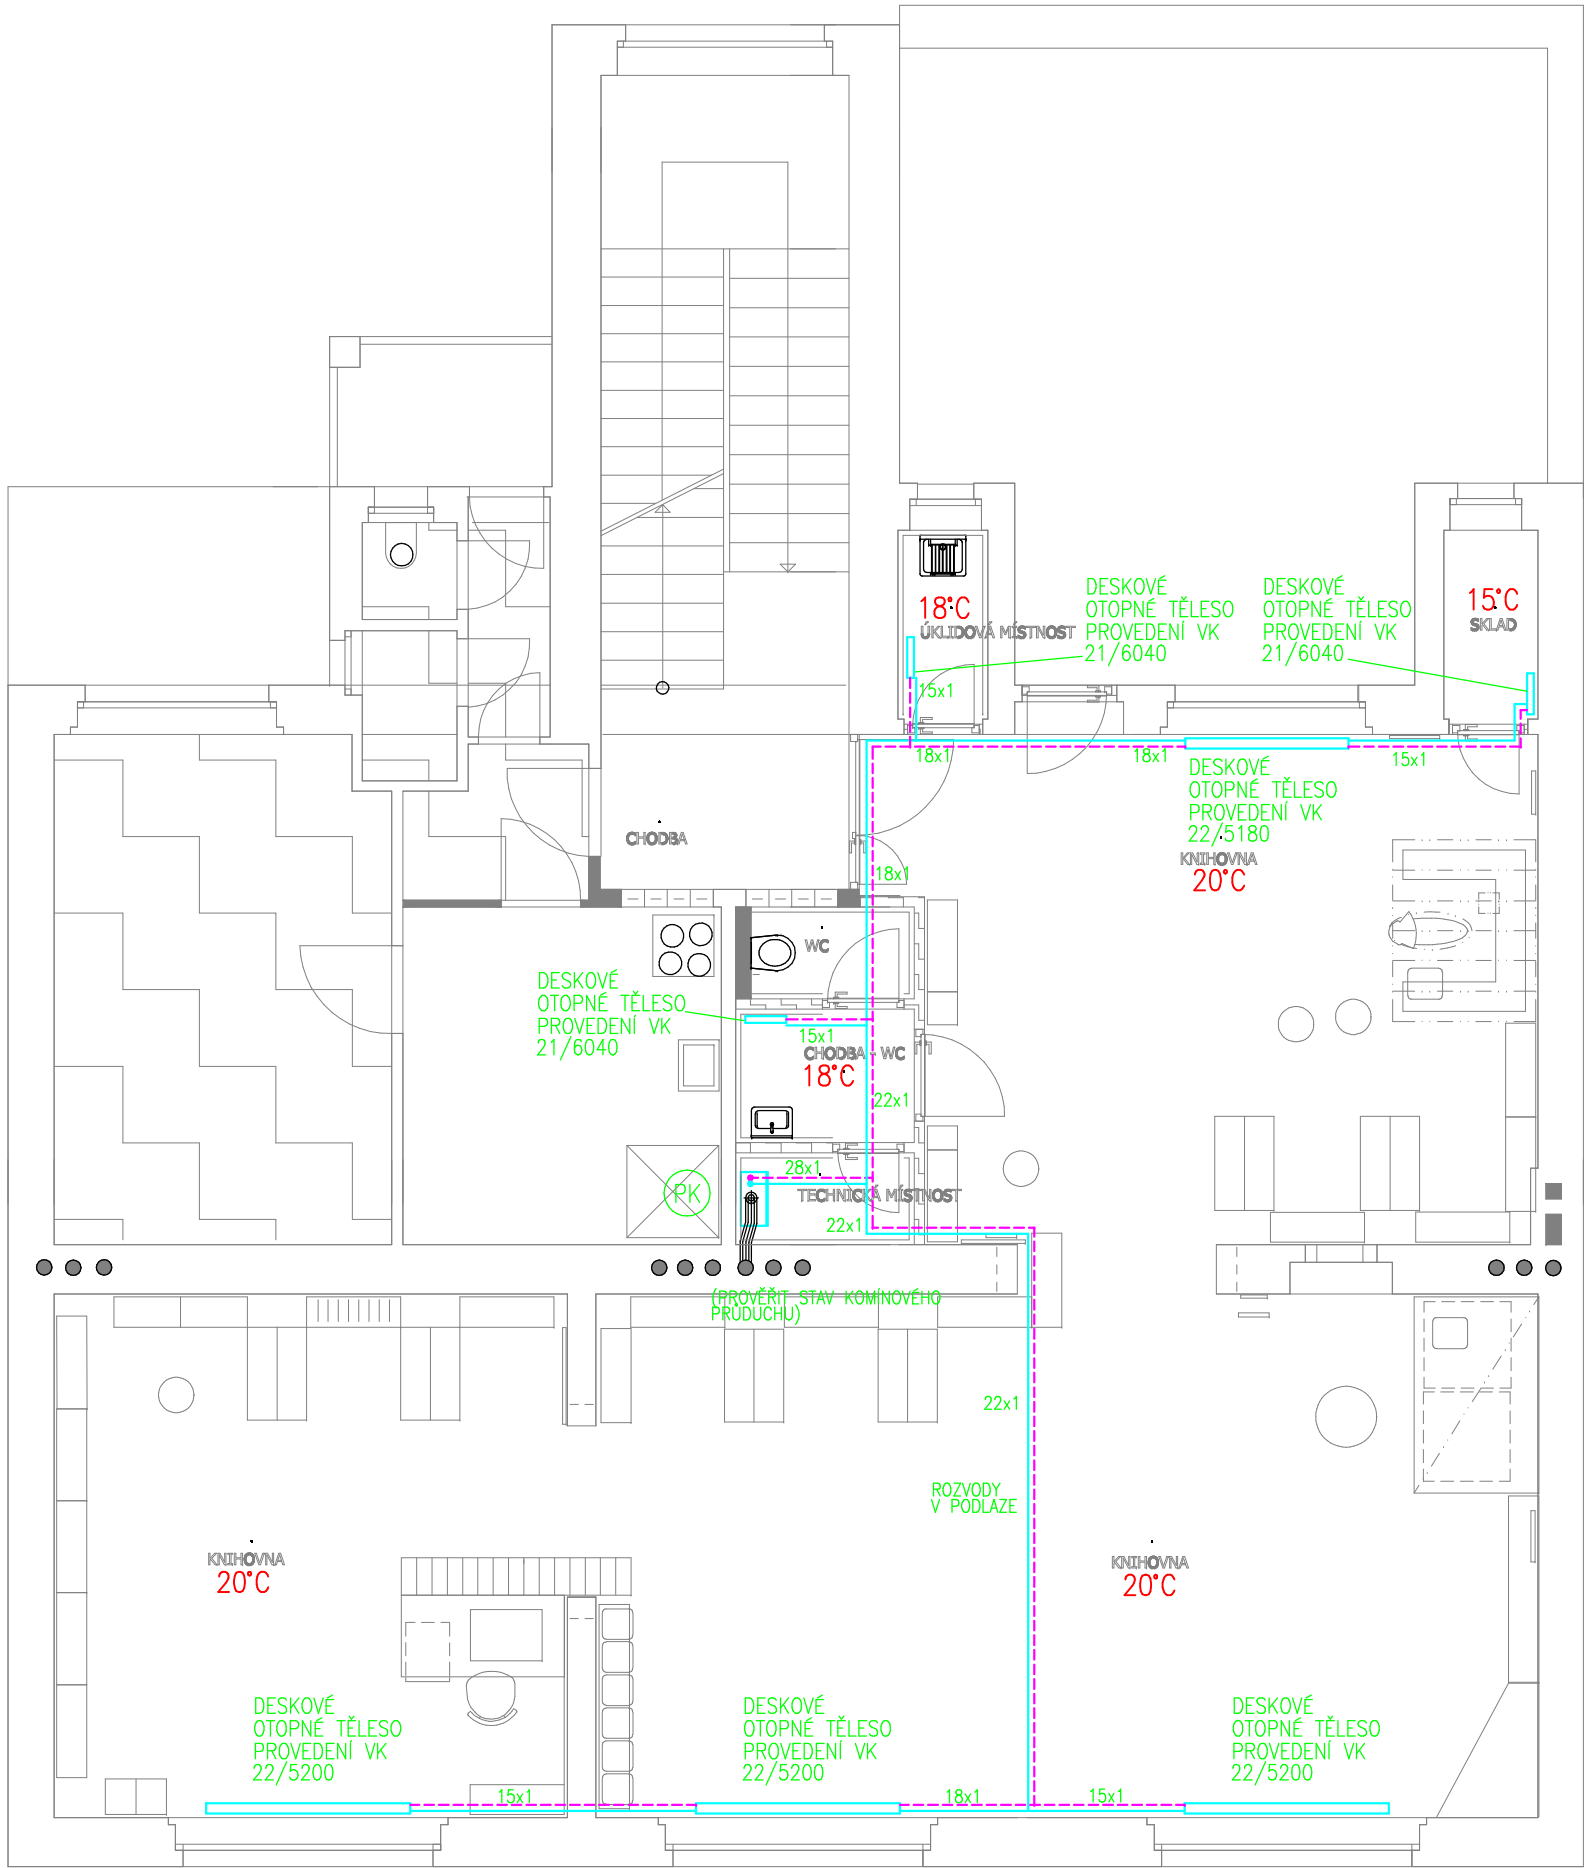 18°C
ÚKLIDOVÁ MÍSTNOST
DESKOVÉ
OTOPNÉ TĚLESO
PROVEDENÍ VK
21/6040
DESKOVÉ
OTOPNÉ TĚLESO
PROVEDENÍ VK
21/6040
15°C
SKLAD
15x1
18x1
18x1
15x1
DESKOVÉ
OTOPNÉ TĚLESO
PROVEDENÍ VK
22/5180
KNIHOVNA
20°C
CHODBA
18x1
WC
DESKOVÉ
OTOPNÉ TĚLESO
PROVEDENÍ VK
21/6040
15x1
CHODBA - WC
18°C
22x1
28x1
TECHNICKÁ MÍSTNOST
PK
22x1
(PROVĚŘIT STAV KOMÍNOVÉHO
PRŮDUCHU)
22x1
ROZVODY
V PODLAZE
KNIHOVNA
20°C
KNIHOVNA
20°C
DESKOVÉ
OTOPNÉ TĚLESO
PROVEDENÍ VK
22/5200
DESKOVÉ
OTOPNÉ TĚLESO
PROVEDENÍ VK
22/5200
DESKOVÉ
OTOPNÉ TĚLESO
PROVEDENÍ VK
22/5200
15x1
18x1
15x1